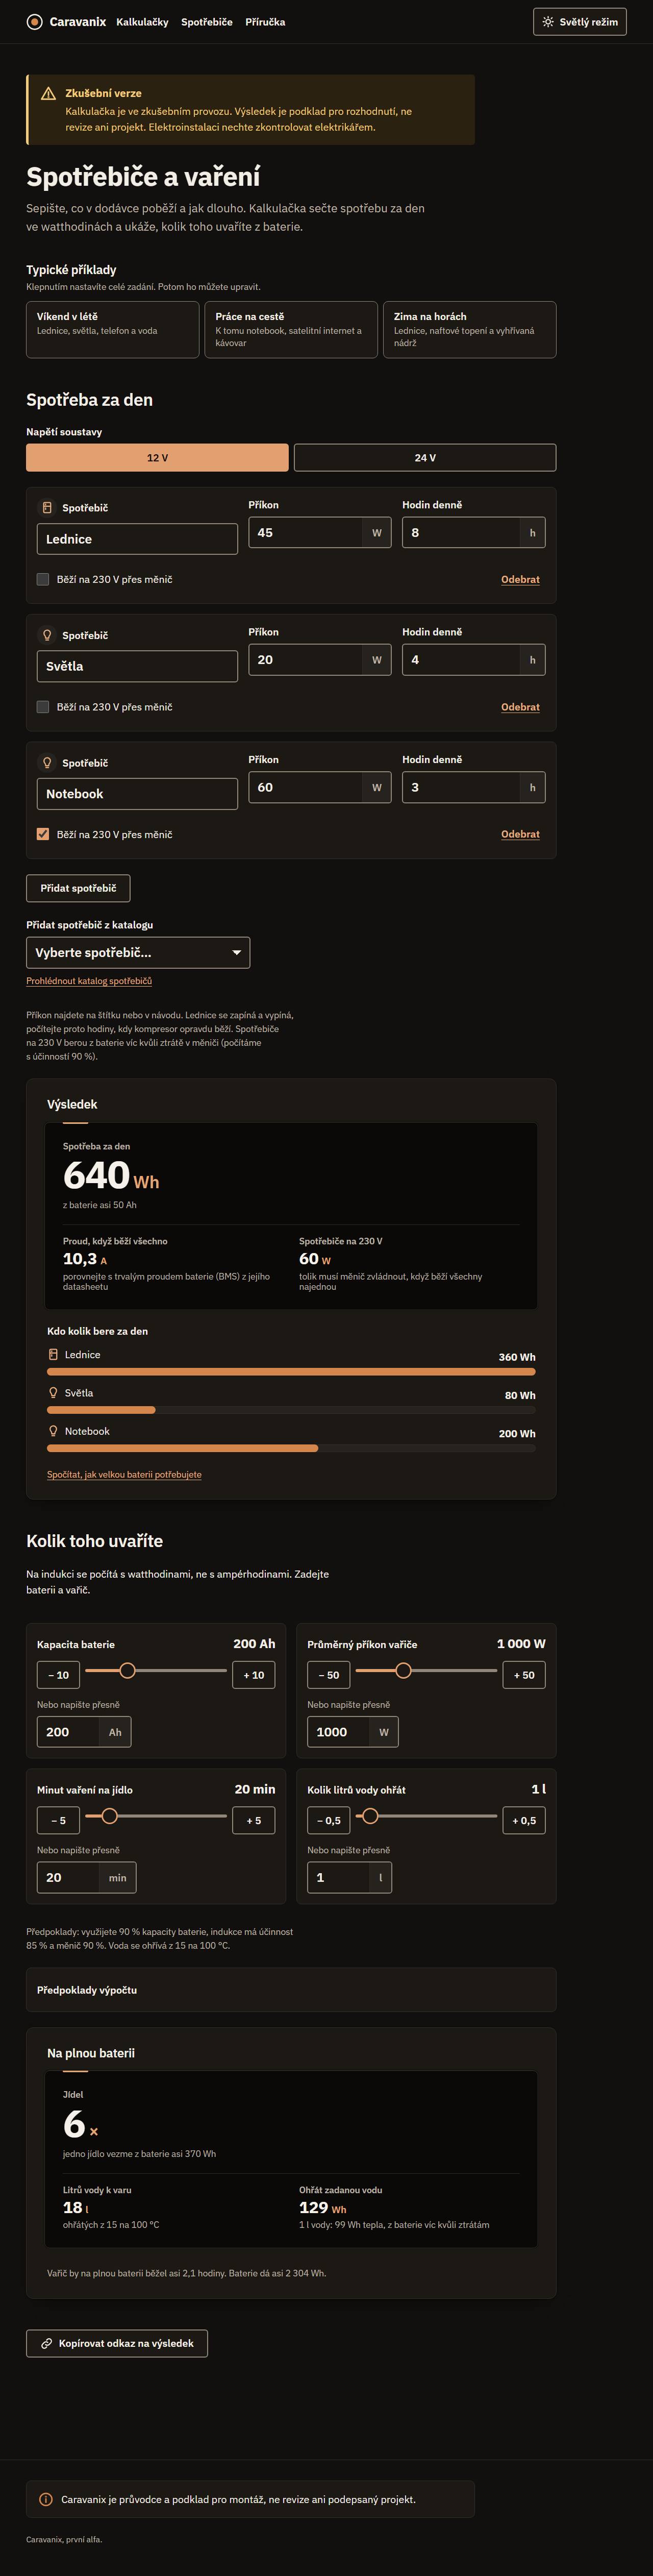 Caravanix
Kalkulačky
Spotřebiče
Příručka
Světlý režim
Zkušební verze
Kalkulačka je ve zkušebním provozu. Výsledek je podklad pro rozhodnutí, ne
revize ani projekt. Elektroinstalaci nechte zkontrolovat elektrikářem.
Spotřebiče a vaření
Sepište, co v dodávce poběží a jak dlouho. Kalkulačka sečte spotřebu za den
ve watthodinách a ukáže, kolik toho uvaříte z baterie.
Typické příklady
Klepnutím nastavíte celé zadání. Potom ho můžete upravit.
Víkend v létě
Lednice, světla, telefon a voda
Práce na cestě
K tomu notebook, satelitní internet a
kávovar
Zima na horách
Lednice, naftové topení a vyhřívaná
nádrž
Spotřeba za den
Napětí soustavy
12 V
24 V
Spotřebič
Příkon
Hodin denně
Lednice
45 W
8 h
Běží na 230 V přes měnič
Odebrat
Spotřebič
Příkon
Hodin denně
Světla
20 W
4 h
Běží na 230 V přes měnič
Odebrat
Spotřebič
Příkon
Hodin denně
Notebook
60 W
3 h
Běží na 230 V přes měnič
Odebrat
Přidat spotřebič
Přidat spotřebič z katalogu
Vyberte spotřebič…
Prohlédnout katalog spotřebičů
Příkon najdete na štítku nebo v návodu. Lednice se zapíná a vypíná,
počítejte proto hodiny, kdy kompresor opravdu běží. Spotřebiče
na 230 V berou z baterie víc kvůli ztrátě v měniči (počítáme
s účinností 90 %).
Výsledek
Spotřeba za den
640 Wh
z baterie asi 50 Ah
Proud, když běží všechno
10,3 A
porovnejte s trvalým proudem baterie (BMS) z jejího
datasheetu
Spotřebiče na 230 V
60 W
tolik musí měnič zvládnout, když běží všechny
najednou
Kdo kolik bere za den
Lednice
360 Wh
Světla
80 Wh
Notebook
200 Wh
Spočítat, jak velkou baterii potřebujete
Kolik toho uvaříte
Na indukci se počítá s watthodinami, ne s ampérhodinami. Zadejte
baterii a vařič.
Kapacita baterie
200 Ah
− 10
+ 10
Nebo napište přesně
200 Ah
Průměrný příkon vařiče
1 000 W
− 50
+ 50
Nebo napište přesně
1000 W
Minut vaření na jídlo
20 min
− 5
+ 5
Nebo napište přesně
20 min
Kolik litrů vody ohřát
1 l
− 0,5
+ 0,5
Nebo napište přesně
1 l
Předpoklady: využijete 90 % kapacity baterie, indukce má účinnost
85 % a měnič 90 %. Voda se ohřívá z 15 na 100 °C.
Předpoklady výpočtu
Na plnou baterii
Jídel
6 ×
jedno jídlo vezme z baterie asi 370 Wh
Litrů vody k varu
18 l
ohřátých z 15 na 100 °C
Ohřát zadanou vodu
129 Wh
1 l vody: 99 Wh tepla, z baterie víc kvůli ztrátám
Vařič by na plnou baterii běžel asi 2,1 hodiny. Baterie dá asi 2 304 Wh.
Kopírovat odkaz na výsledek
Caravanix je průvodce a podklad pro montáž, ne revize ani podepsaný projekt.
Caravanix, první alfa.